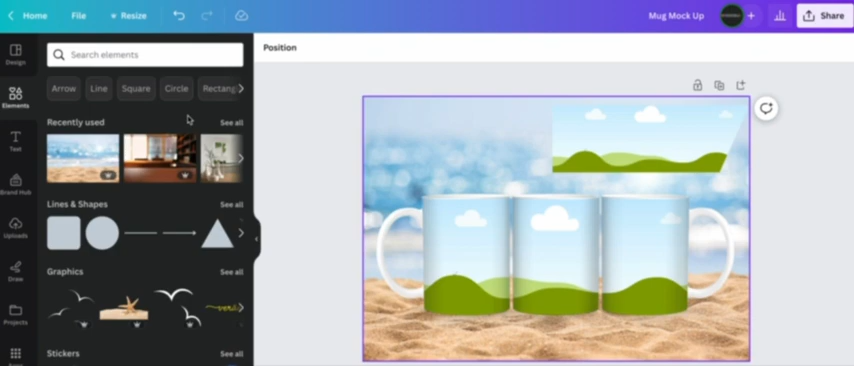 Home File Resize Mug Mock Up Share
Position
Search elements
Arrow Line Square Circle Rectang
Recently used See all
Lines & Shapes See all
Graphics See all
Stickers See all
Design
Elements
Text
Brand Hub
Uploads
Draw
Projects
Apps